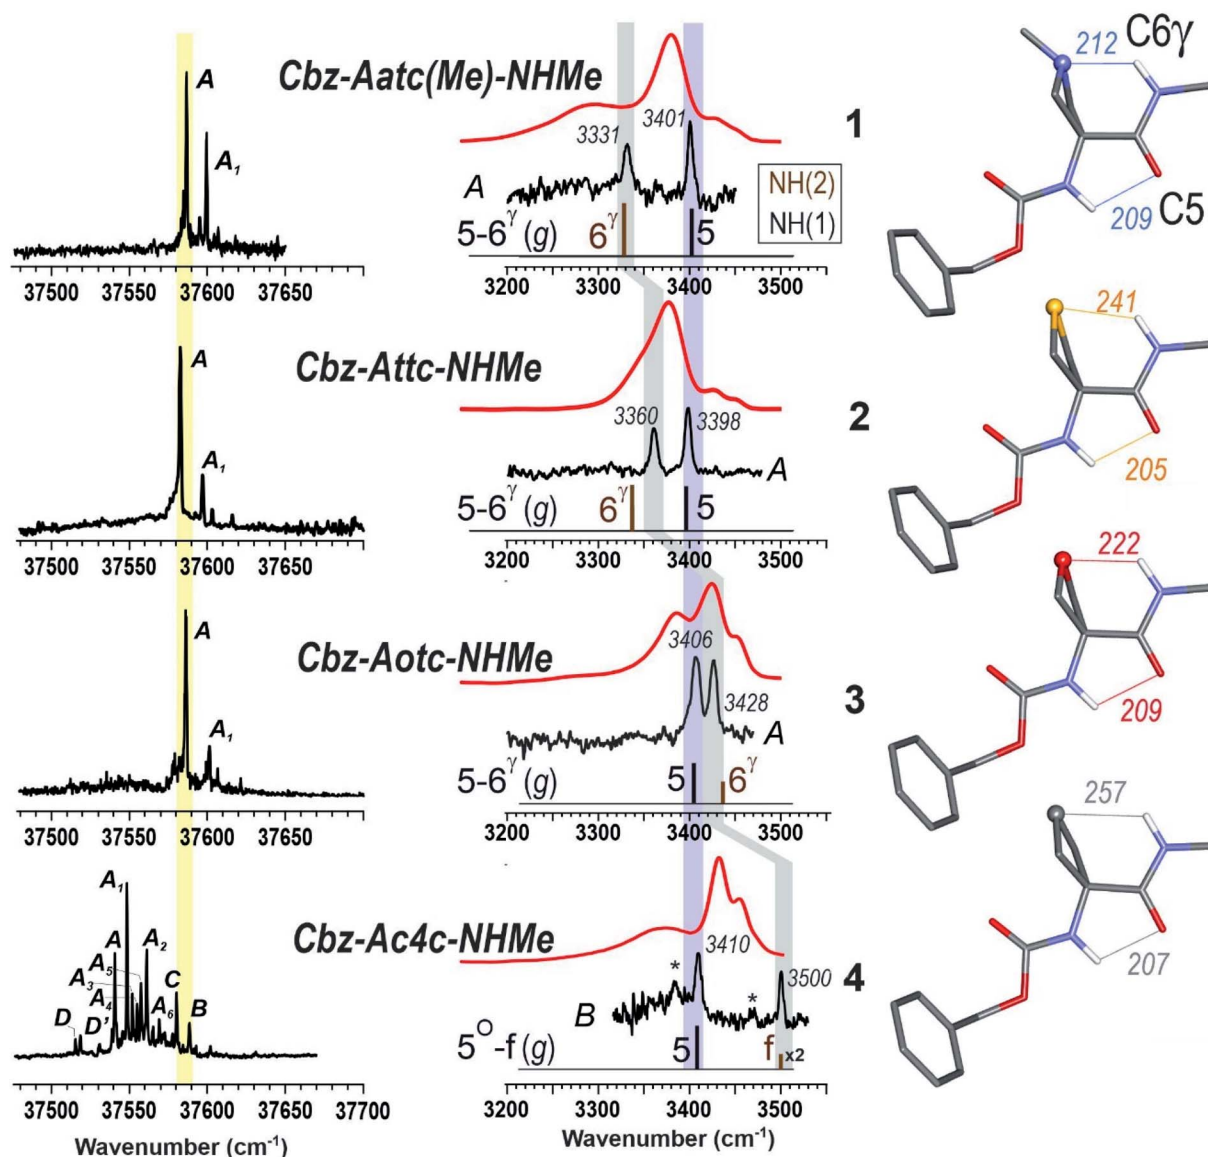 A
A₁
37500 37550 37600 37650
Cbz-Aatc(Me)-NHMe
3331
3401
A
NH(2)
NH(1)
5-6ᵞ (g)
6ᵞ
5
3200 3300 3400 3500
1
212
C6γ
209
C5
A
A₁
37500 37550 37600 37650
Cbz-Attc-NHMe
3360
3398
A
5-6ᵞ (g)
6ᵞ
5
3200 3300 3400 3500
2
241
205
A
A₁
37500 37550 37600 37650
Cbz-Aotc-NHMe
3406
3428
A
5-6ᵞ (g)
5
6ᵞ
3200 3300 3400 3500
3
222
209
A₁
A
A₂
A₅
A₃
A₄
A₆
C
B
D
D'
37500 37550 37600 37650 37700
Wavenumber (cm⁻¹)
Cbz-Ac4c-NHMe
*
3410
*
3500
B
5ᴼ-f (g)
5
f x2
3200 3300 3400 3500
Wavenumber (cm⁻¹)
4
257
207